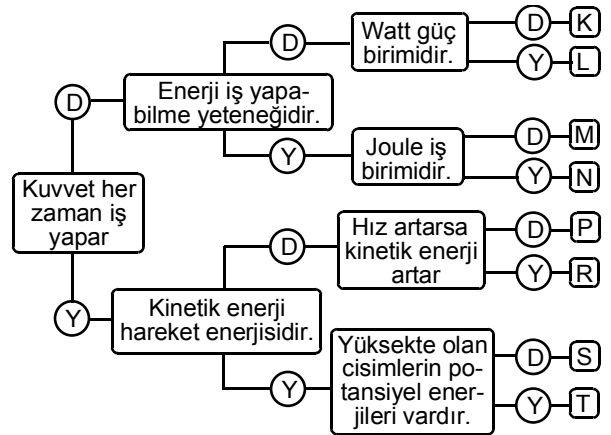 Kuvvet her
zaman iş
yapar
D
Y
Enerji iş yapa-
bilme yeteneğidir.
D
Y
Watt güç
birimidir.
D
K
Y
L
Joule iş
birimidir.
D
M
Y
N
Kinetik enerji
hareket enerjisidir.
D
Y
Hız artarsa
kinetik enerji
artar
D
P
Y
R
Yüksekte olan
cisimlerin po-
tansiyel ener-
jileri vardır.
D
S
Y
T